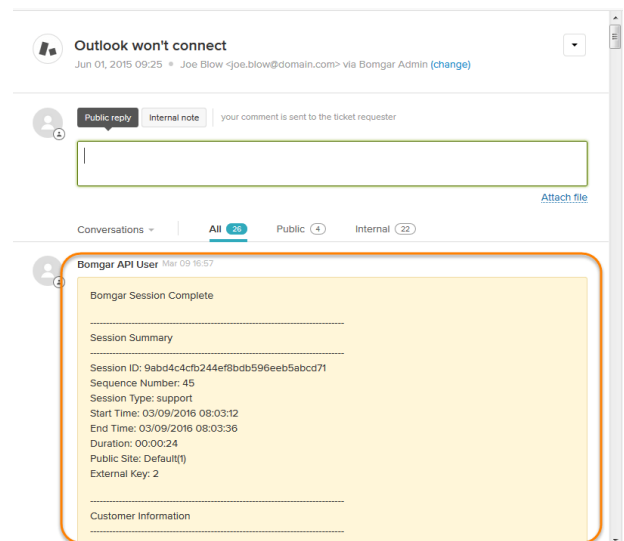 Outlook won't connect
Jun 01, 2015 09:25 • Joe Blow <joe.blow@domain.com> via Bomgar Admin (change)
Public reply Internal note your comment is sent to the ticket requester
Attach file
Conversations All 26 Public 4 Internal 22
Bomgar API User Mar 09 16:57
Bomgar Session Complete
--------------------------------------------------------------------------------
Session Summary
--------------------------------------------------------------------------------
Session ID: 9abd4c4cfb244ef8bdb596eeb5abcd71
Sequence Number: 45
Session Type: support
Start Time: 03/09/2016 08:03:12
End Time: 03/09/2016 08:03:36
Duration: 00:00:24
Public Site: Default(1)
External Key: 2
--------------------------------------------------------------------------------
Customer Information
--------------------------------------------------------------------------------